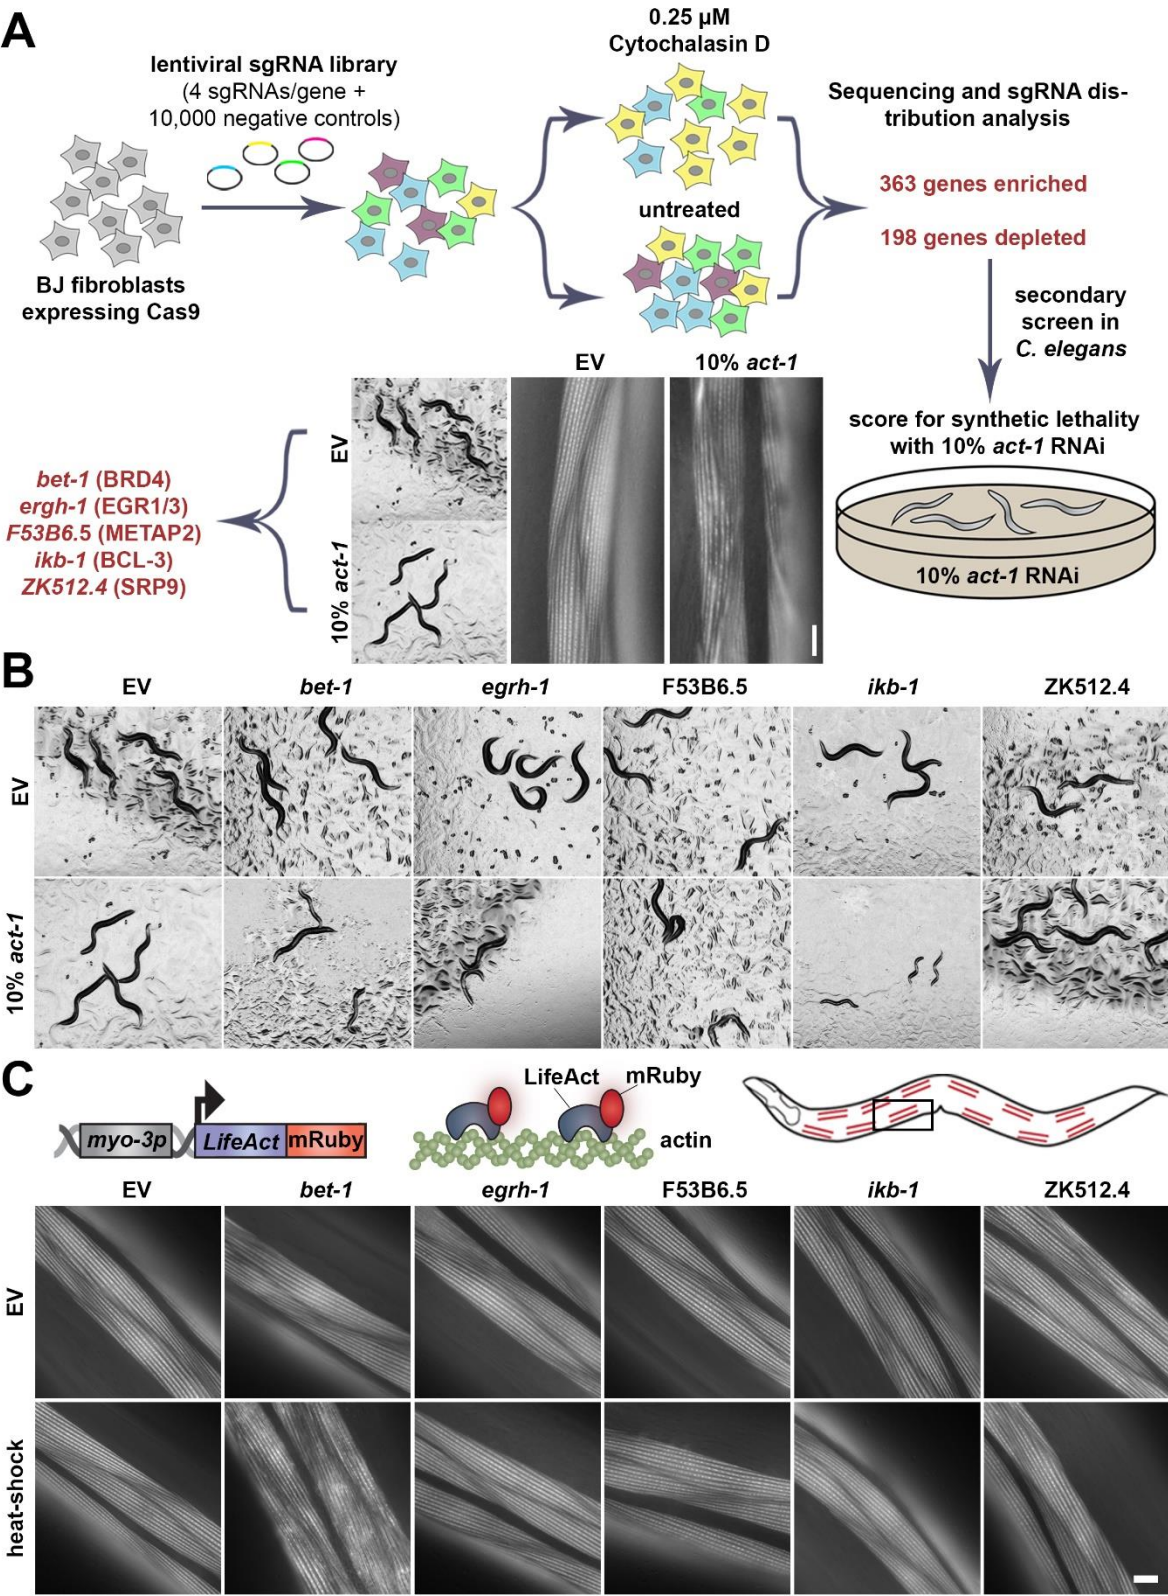 A
lentiviral sgRNA library
(4 sgRNAs/gene +
10,000 negative controls)
BJ fibroblasts
expressing Cas9
0.25 µM
Cytochalasin D
untreated
Sequencing and sgRNA dis-
tribution analysis
363 genes enriched
198 genes depleted
secondary
screen in
C. elegans
score for synthetic lethality
with 10% act-1 RNAi
10% act-1 RNAi
EV
10% act-1
EV
10% act-1
bet-1 (BRD4)
ergh-1 (EGR1/3)
F53B6.5 (METAP2)
ikb-1 (BCL-3)
ZK512.4 (SRP9)
B
EV bet-1 egrh-1 F53B6.5 ikb-1 ZK512.4
EV
10% act-1
C
myo-3p LifeAct mRuby
LifeAct mRuby
actin
EV bet-1 egrh-1 F53B6.5 ikb-1 ZK512.4
EV
heat-shock